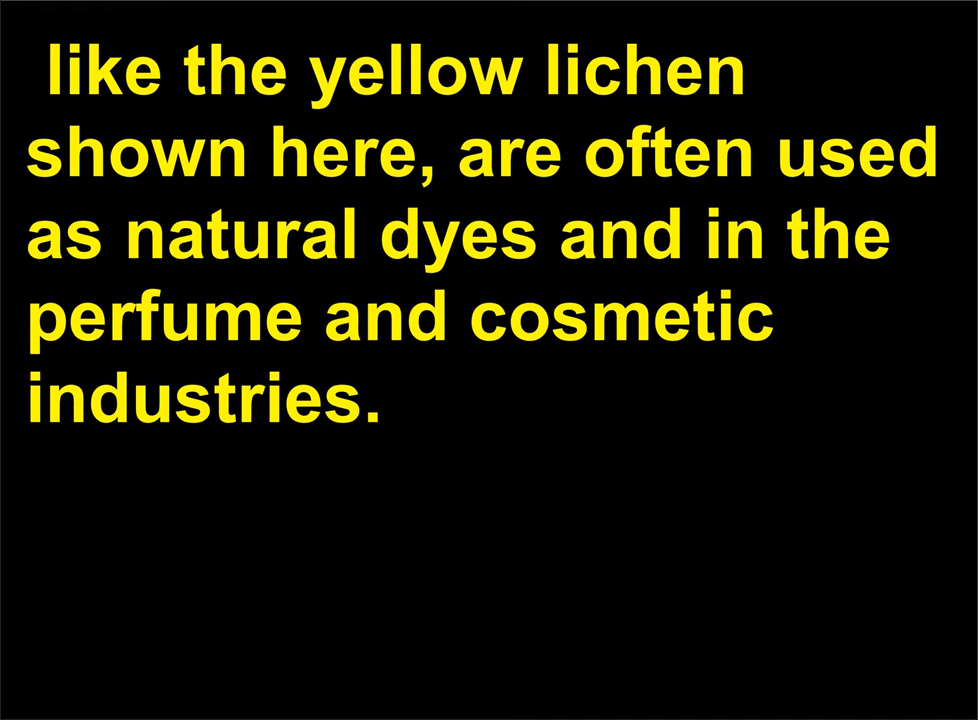 like the yellow lichen
shown here, are often used
as natural dyes and in the
perfume and cosmetic
industries.